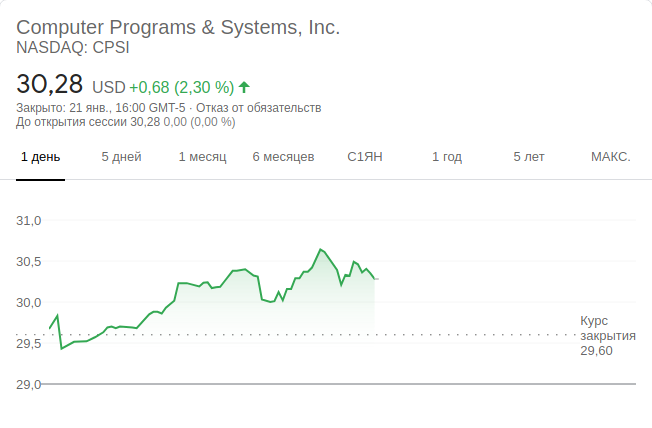 Computer Programs & Systems, Inc.
NASDAQ: CPSI
30,28 USD +0,68 (2,30 %)
Закрыто: 21 янв., 16:00 GMT-5 · Отказ от обязательств
До открытия сессии 30,28 0,00 (0,00 %)
1 день 5 дней 1 месяц 6 месяцев С1ЯН 1 год 5 лет МАКС.
31,0
30,5
30,0
Курс
закрытия
29,5
29,60
29,0